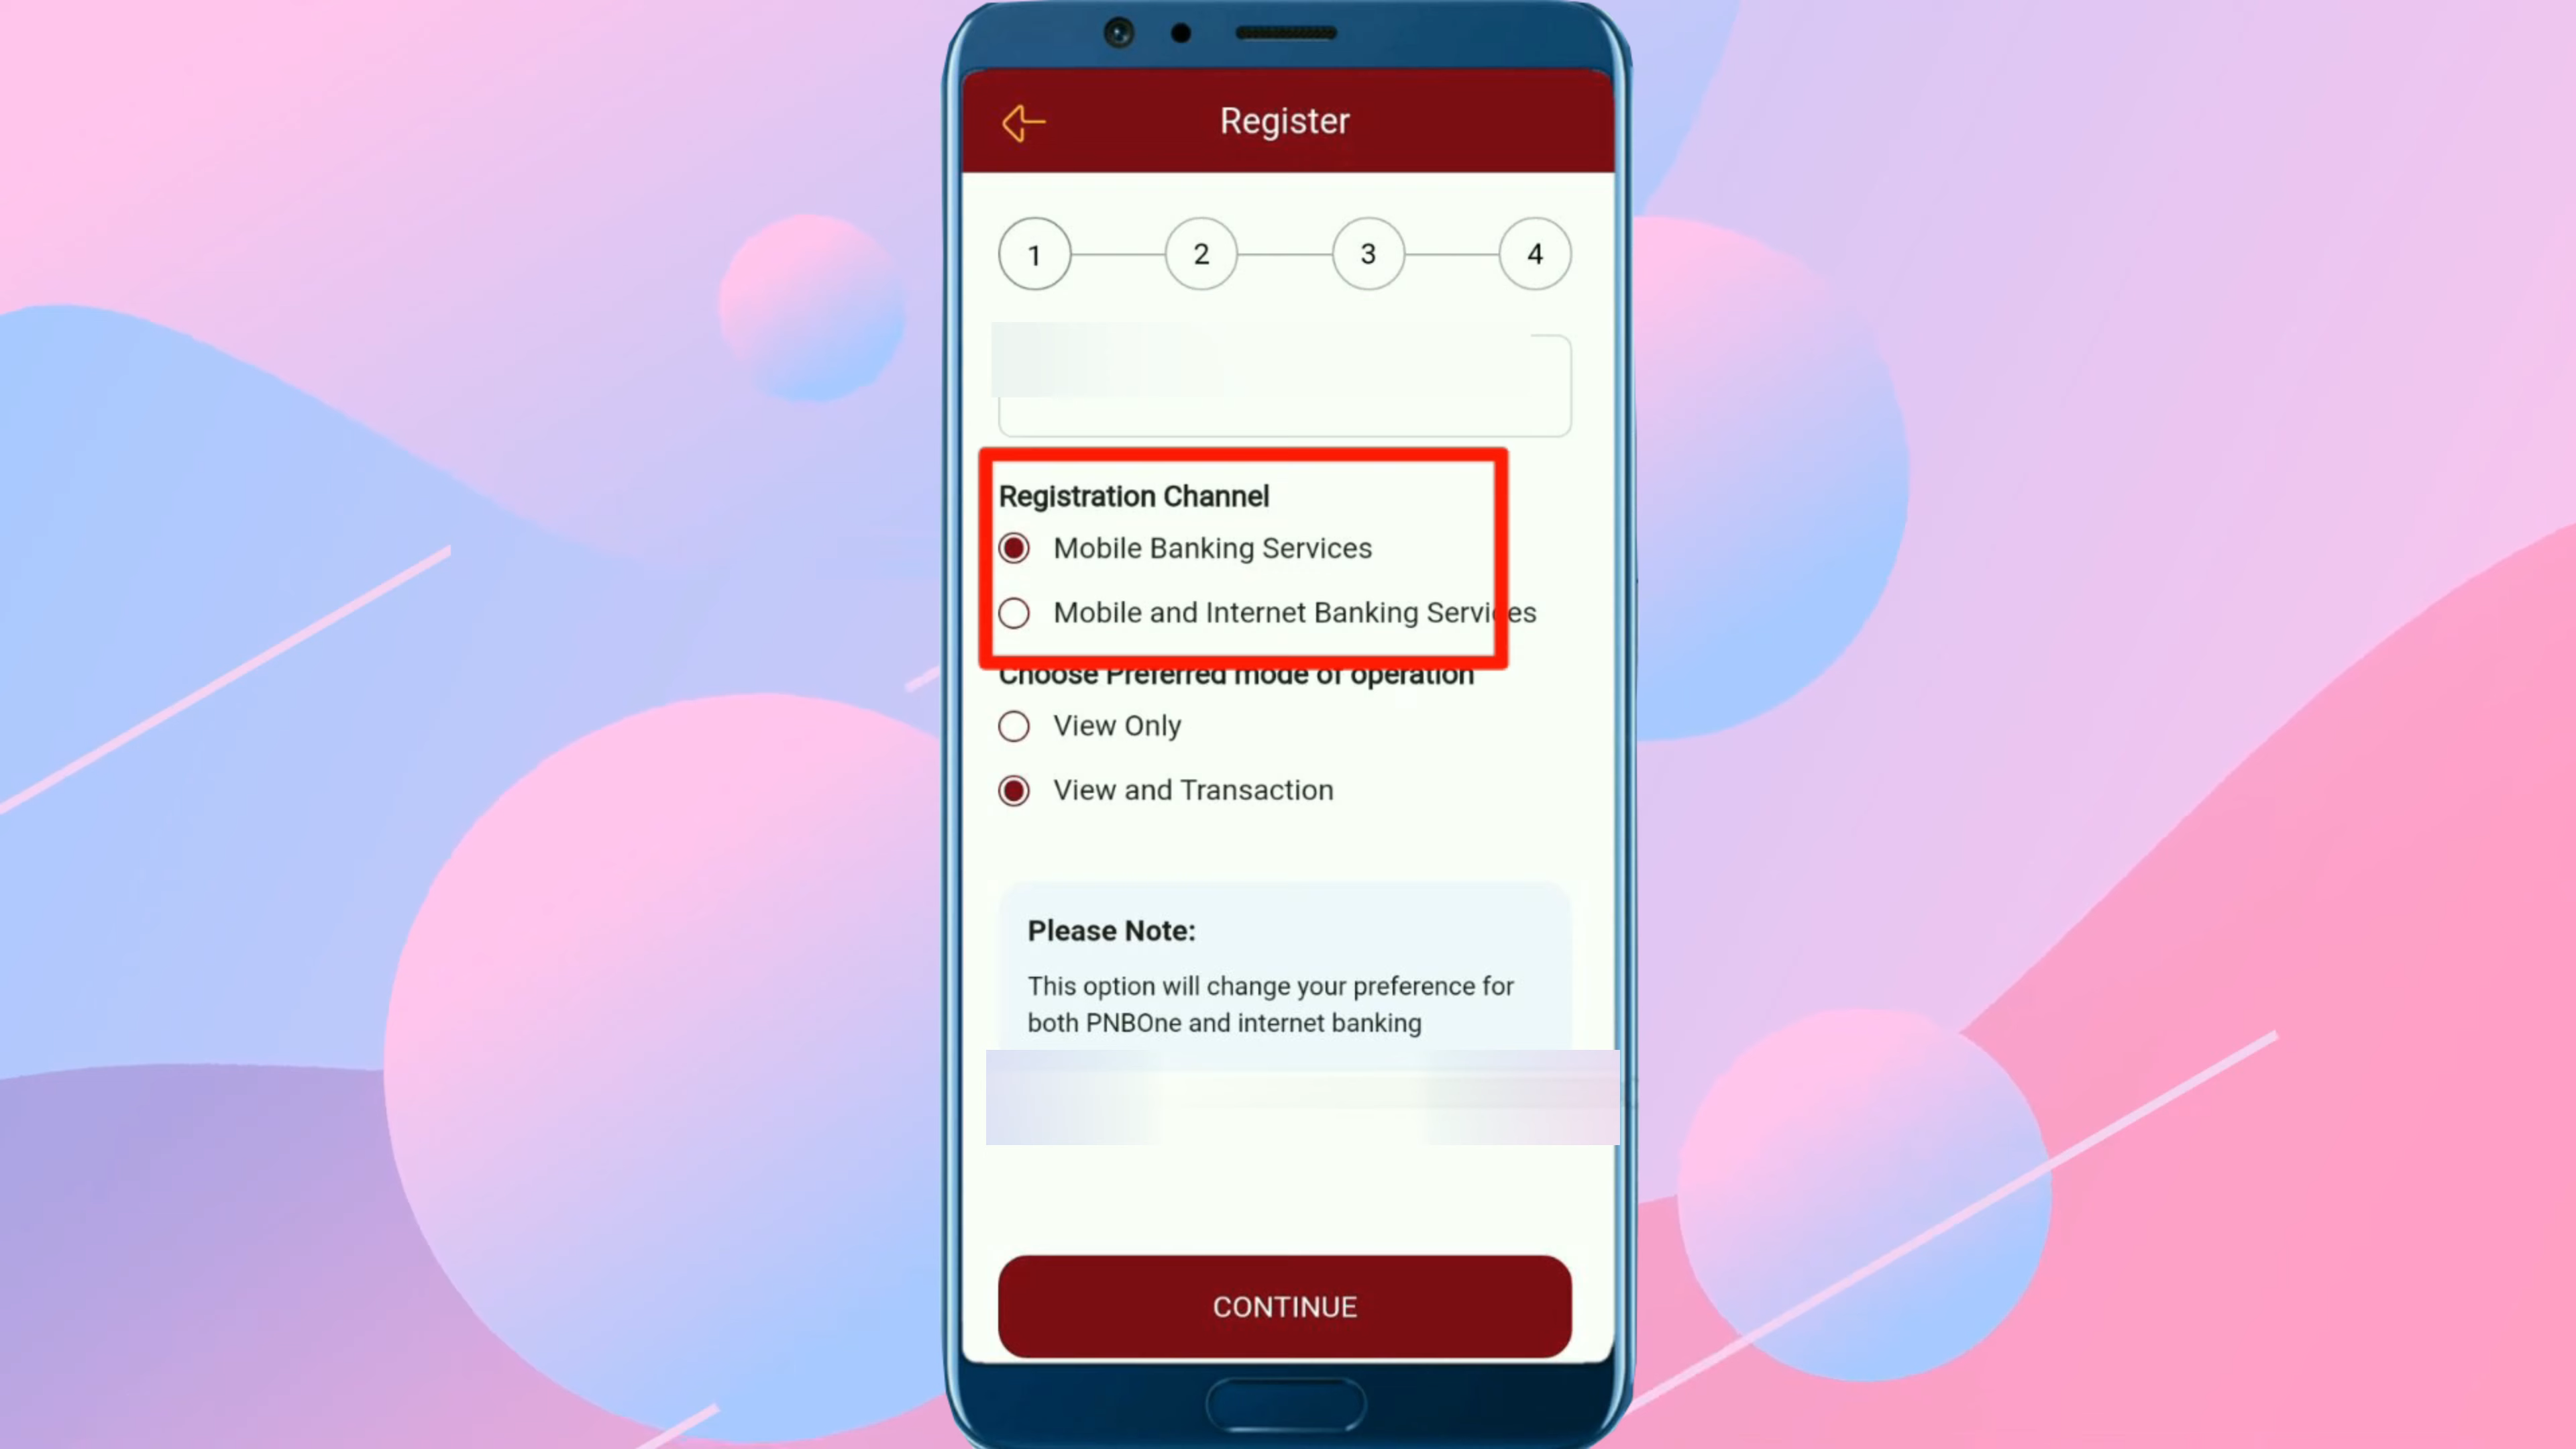 Register
1 2 3 4
Registration Channel
Mobile Banking Services
Mobile and Internet Banking Services
Choose Preferred mode of operation
View Only
View and Transaction
Please Note:
This option will change your preference for
both PNBOne and internet banking
CONTINUE